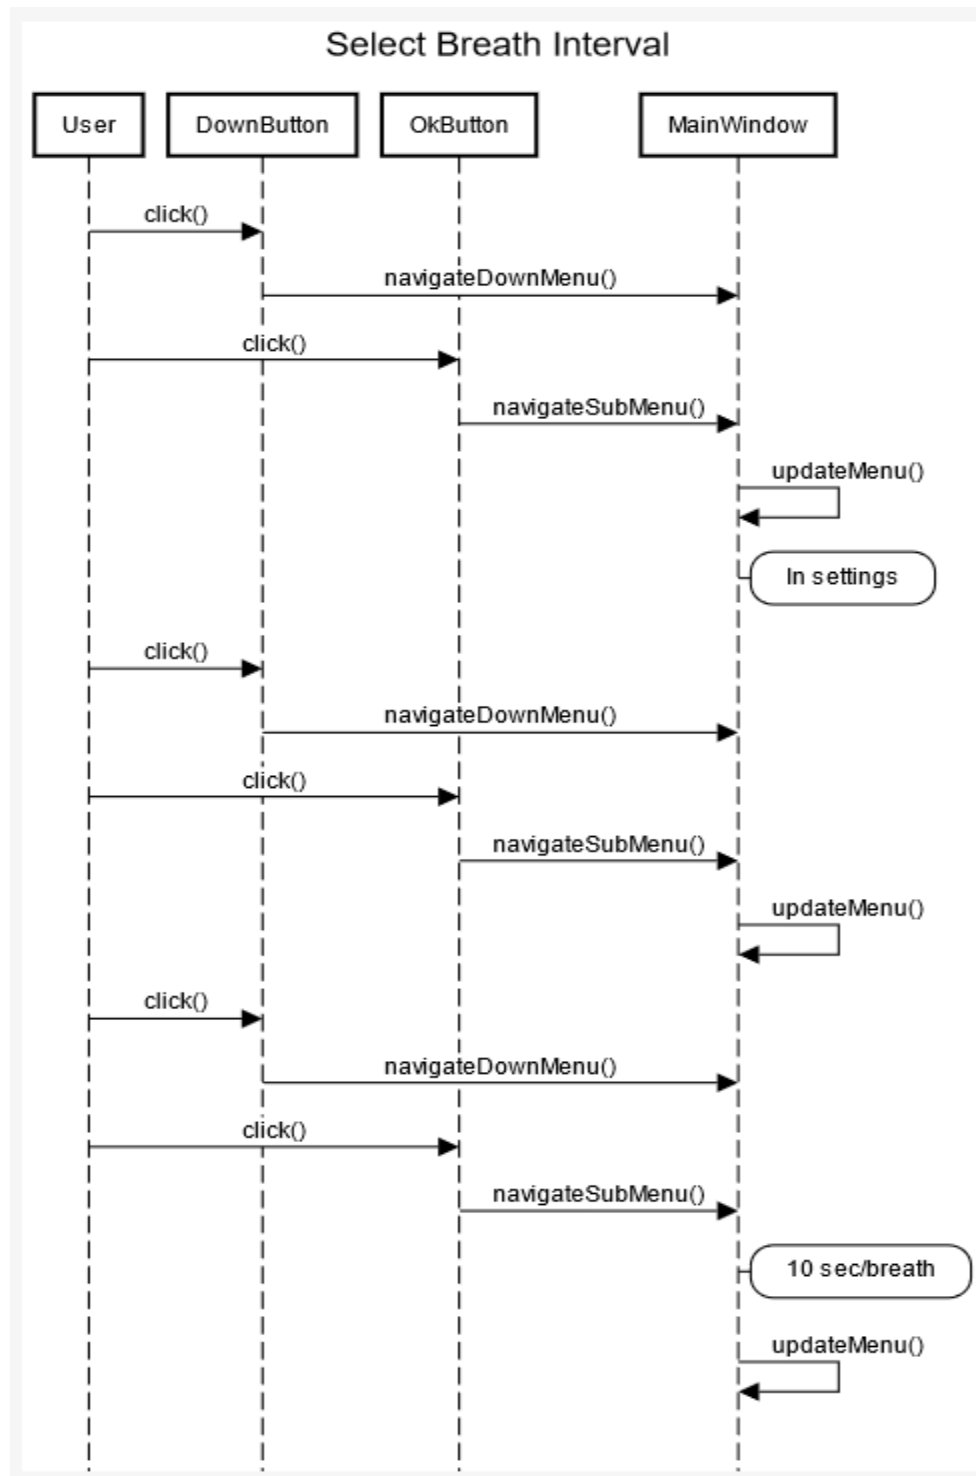 Select Breath Interval
User
DownButton
OkButton
MainWindow
click()
navigateDownMenu()
click()
navigateSubMenu()
updateMenu()
In settings
click()
navigateDownMenu()
click()
navigateSubMenu()
updateMenu()
click()
navigateDownMenu()
click()
navigateSubMenu()
10 sec/breath
updateMenu()